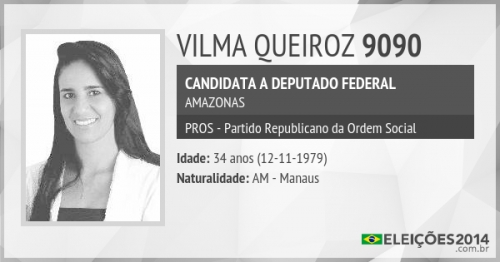 VILMA QUEIROZ 9090
CANDIDATA A DEPUTADO FEDERAL
AMAZONAS
PROS - Partido Republicano da Ordem Social
Idade: 34 anos (12-11-1979)
Naturalidade: AM - Manaus
ELEIÇÕES2014
.com.br